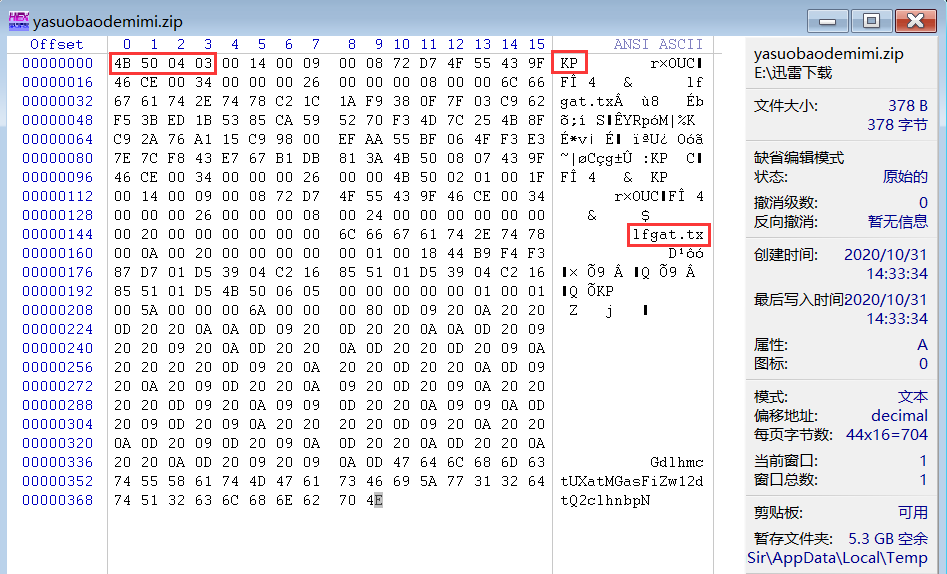 yasuobaodemimi.zip
Offset 0 1 2 3 4 5 6 7 8 9 10 11 12 13 14 15 ANSI ASCII
00000000 4B 50 04 03 00 14 00 09 00 08 72 D7 4F 55 43 9F KP r×OUC
00000016 46 CE 00 34 00 00 00 26 00 00 00 08 00 00 6C 66 FÎ 4 & lf
00000032 67 61 74 2E 74 78 C2 1C 1A F9 38 0F 7F 03 C9 62 gat.txÂ ù8 Éb
00000048 F5 3B ED 1B 53 85 CA 59 52 70 F3 4D 7C 25 4B 8F õ;í S ÊYRpóM|%K
00000064 C9 2A 76 A1 15 C9 98 00 EF AA 55 BF 06 4F F3 E3 É*v¡ É ïªU¿ Oóã
00000080 7E 7C F8 43 E7 67 B1 DB 81 3A 4B 50 08 07 43 9F ~|øCçg±Û :KP C
00000096 46 CE 00 34 00 00 00 26 00 00 4B 50 02 01 00 1F FÎ 4 & KP
00000112 00 14 00 09 00 08 72 D7 4F 55 43 9F 46 CE 00 34 r×OUC FÎ 4
00000128 00 00 00 26 00 00 00 08 00 24 00 00 00 00 00 00 & $
00000144 00 20 00 00 00 00 00 00 6C 66 67 61 74 2E 74 78 lfgat.tx
00000160 00 0A 00 20 00 00 00 00 00 01 00 18 44 B9 F4 F3 D¹ôó
00000176 87 D7 01 D5 39 04 C2 16 85 51 01 D5 39 04 C2 16 × Õ9 Â Q Õ9 Â
00000192 85 51 01 D5 4B 50 06 05 00 00 00 00 00 01 00 01 Q ÕKP
00000208 00 5A 00 00 00 6A 00 00 00 80 0D 09 20 0A 20 20 Z j
00000224 0D 20 20 0A 0A 0D 09 20 0D 20 20 0A 20 0D 20 09
00000240 20 20 09 20 0A 0D 20 20 0A 0D 20 0D 20 20 09 0A
00000256 20 20 20 0D 20 0D 09 20 20 20 20 20 20 0A 0D 09
00000272 20 0A 20 09 0D 20 20 0A 09 20 0D 09 20 0D 20 0A
00000288 20 20 0D 09 20 0A 09 09 0D 20 20 0A 09 09 0A 0D
00000304 20 09 0D 20 09 0A 20 20 20 20 0D 09 20 0A 20 20
00000320 0A 0D 20 0D 20 09 0A 09 0D 20 20 0A 0D 20 20 0A
00000336 20 20 0A 0D 20 09 20 09 0A 0D 47 64 6C 68 6D 63 Gdlhmc
00000352 74 55 58 61 74 4D 47 61 73 46 69 5A 77 31 32 64 tUXatMGasFiZw12d
00000368 74 51 32 63 6C 68 6E 62 70 4E tQ2clhnbpN
yasuobaodemimi.zip
E:\迅雷下载
文件大小: 378 B
378 字节
缺省编辑模式
状态: 原始的
撤消级数: 0
反向撤消: 暂无信息
创建时间: 2020/10/31
14:33:34
最后写入时间2020/10/31
14:33:34
属性: A
图标: 0
模式: 文本
偏移地址: decimal
每页字节数: 44x16=704
当前窗口: 1
窗口总数: 1
剪贴板: 可用
暂存文件夹: 5.3 GB 空余
Sir\AppData\Local\Temp